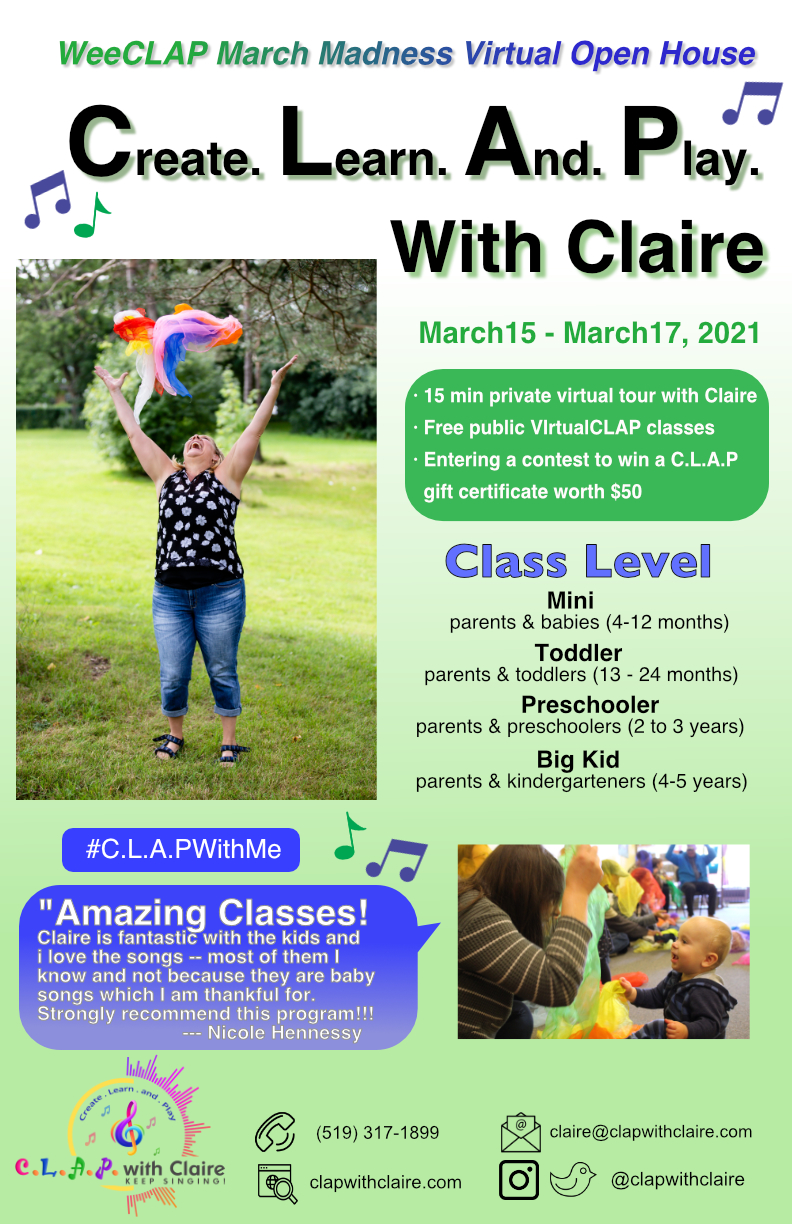 WeeCLAP March Madness Virtual Open House
Create. Learn. And. Play.
With Claire
March15 - March17, 2021
· 15 min private virtual tour with Claire
· Free public VIrtualCLAP classes
· Entering a contest to win a C.L.A.P
gift certificate worth $50
Class Level
Mini
parents & babies (4-12 months)
Toddler
parents & toddlers (13 - 24 months)
Preschooler
parents & preschoolers (2 to 3 years)
Big Kid
parents & kindergarteners (4-5 years)
#C.L.A.PWithMe
"Amazing Classes!
Claire is fantastic with the kids and
i love the songs -- most of them I
know and not because they are baby
songs which I am thankful for.
Strongly recommend this program!!!
--- Nicole Hennessy
Create . Learn . and . Play
C.L.A.P. with Claire
KEEP SINGING!
(519) 317-1899
claire@clapwithclaire.com
clapwithclaire.com
@clapwithclaire